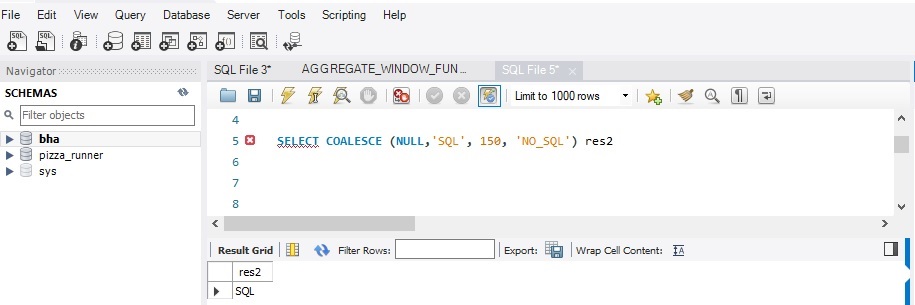 File Edit View Query Database Server Tools Scripting Help
Navigator
SQL File 3* AGGREGATE_WINDOW_FUN... SQL File 5*
SCHEMAS
Limit to 1000 rows
Filter objects
bha
pizza_runner
sys
4
5 SELECT COALESCE (NULL,'SQL', 150, 'NO_SQL') res2
6
7
8
Result Grid Filter Rows: Export: Wrap Cell Content:
res2
SQL